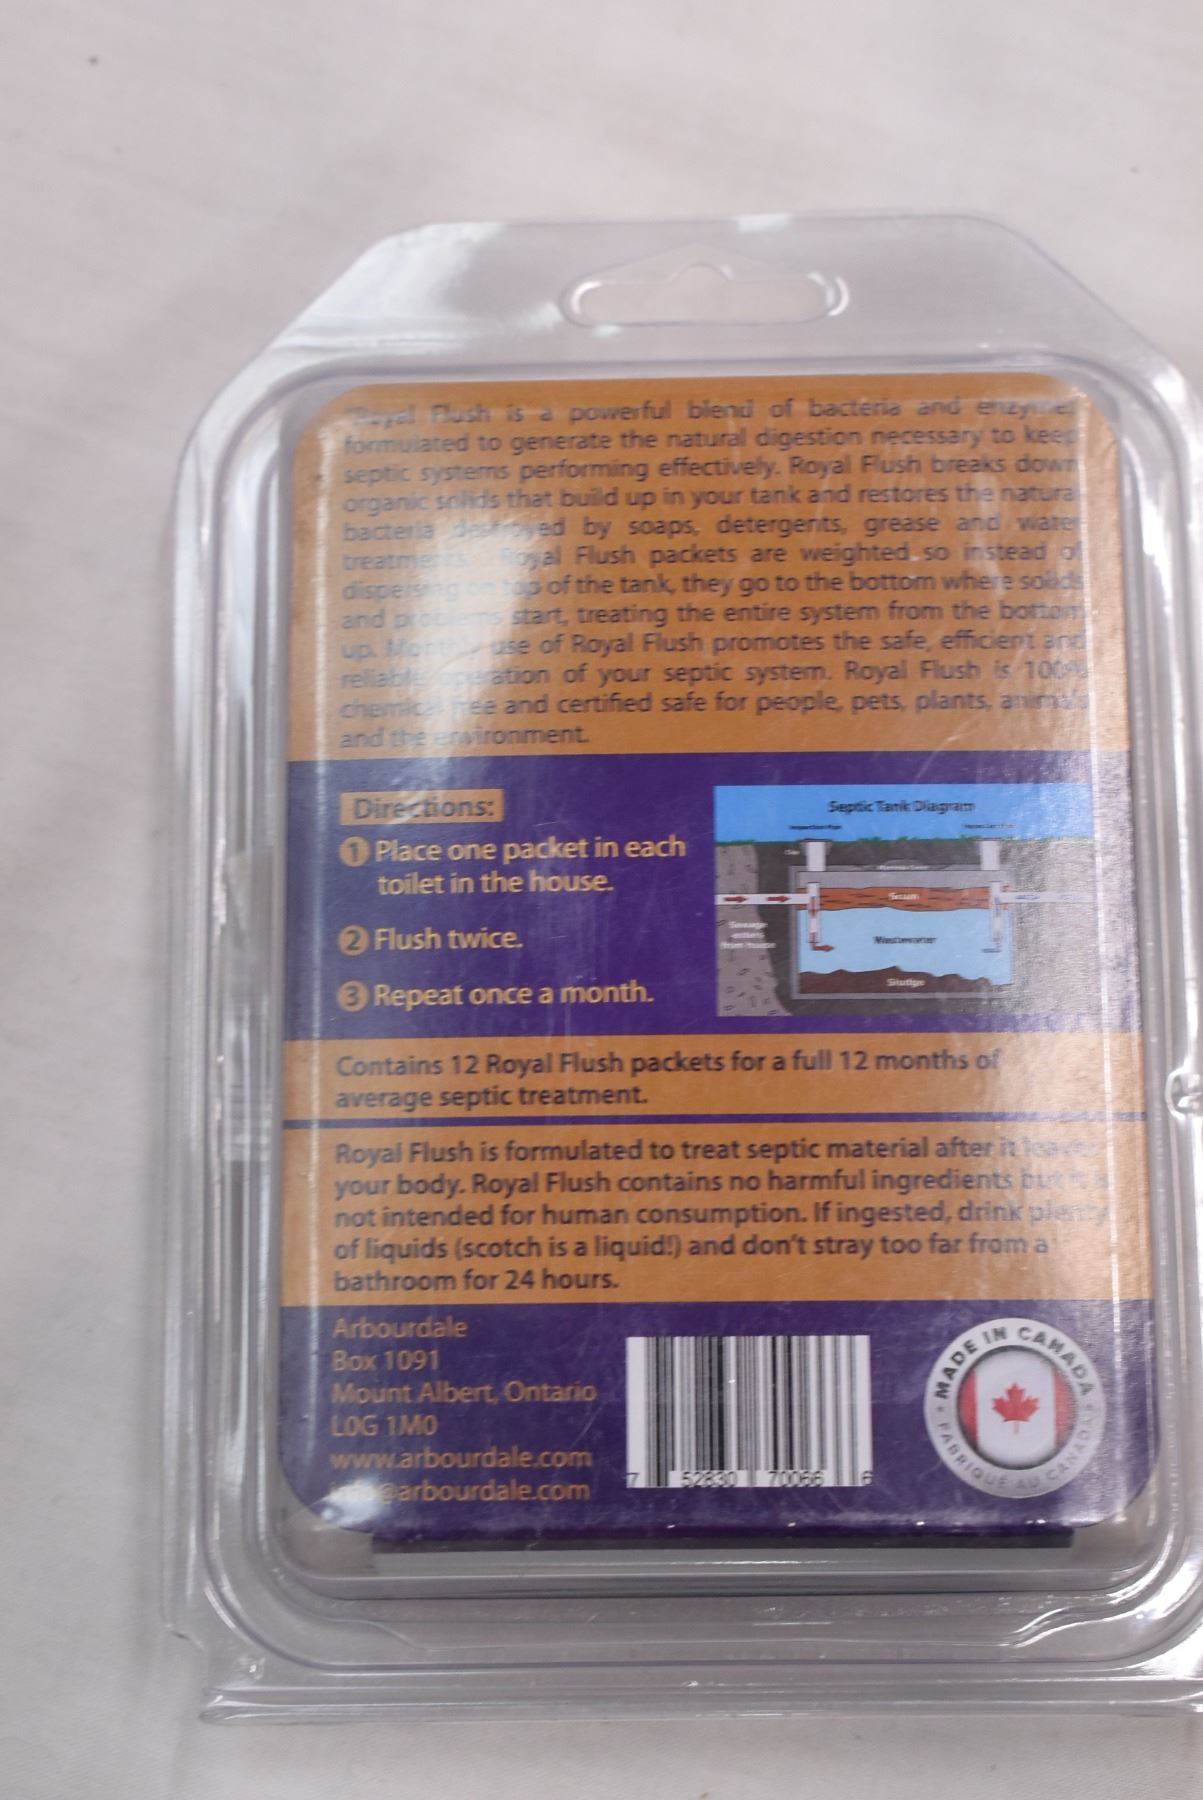 Royal Flush is a powerful blend of bacteria and enzymes
formulated to generate the natural digestion necessary to keep
septic systems performing effectively. Royal Flush breaks down
organic solids that build up in your tank and restores the natural
bacteria destroyed by soaps, detergents, grease and water
treatments. Royal Flush packets are weighted so instead of
dispersing on top of the tank, they go to the bottom where solids
and problems start, treating the entire system from the bottom
up. Monthly use of Royal Flush promotes the safe, efficient and
reliable operation of your septic system. Royal Flush is 100%
chemical free and certified safe for people, pets, plants, animals
and the environment.
Directions:
1 Place one packet in each
toilet in the house.
2 Flush twice.
3 Repeat once a month.
Septic Tank Diagram
Scum
Sewage
enters
from house
Wastewater
Sludge
Contains 12 Royal Flush packets for a full 12 months of
average septic treatment.
Royal Flush is formulated to treat septic material after it leaves
your body. Royal Flush contains no harmful ingredients but it is
not intended for human consumption. If ingested, drink plenty
of liquids (scotch is a liquid!) and don't stray too far from a
bathroom for 24 hours.
Arbourdale
Box 1091
Mount Albert, Ontario
L0G 1M0
www.arbourdale.com
info@arbourdale.com
7 52830 70066 6
MADE IN CANADA
FABRIQUÉ AU CANADA